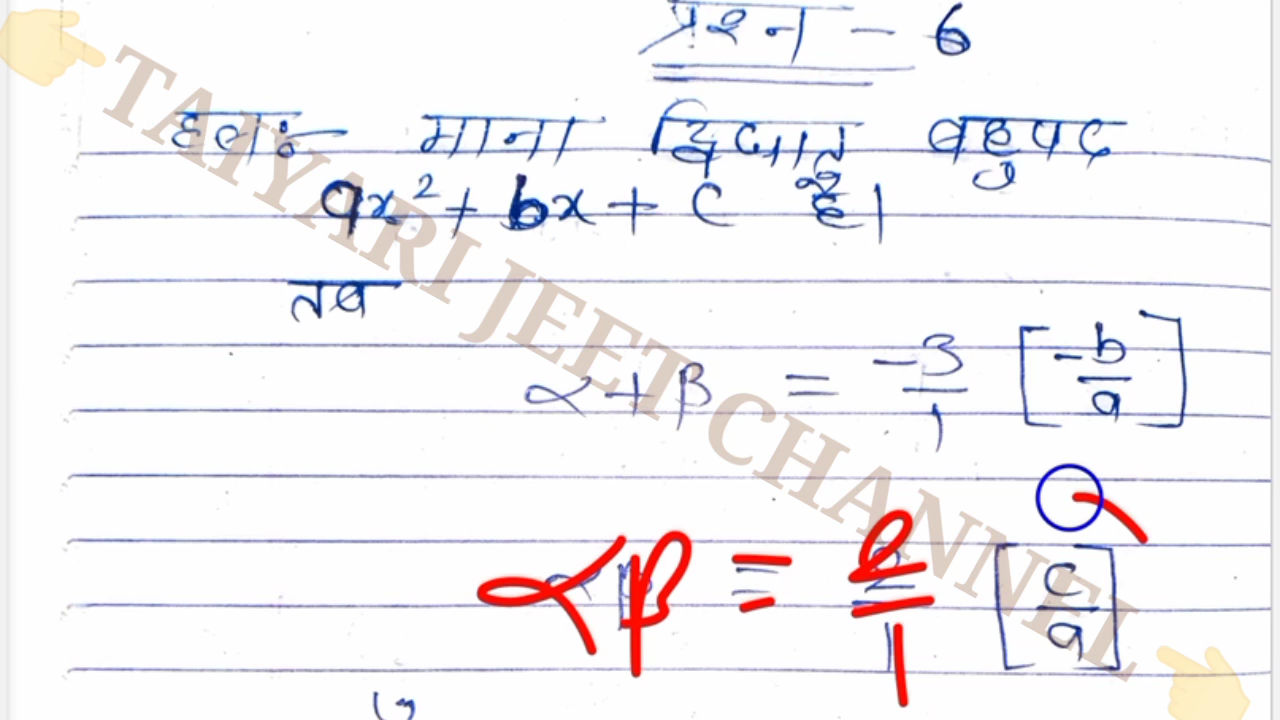 प्रश्न - 6
हल:- माना द्विघात बहुपद
ax² + bx + c है।
तब
α + β = -3/1 [-b/a]
αβ = 2/1 [c/a]
TAIYARI JEET CHANNEL